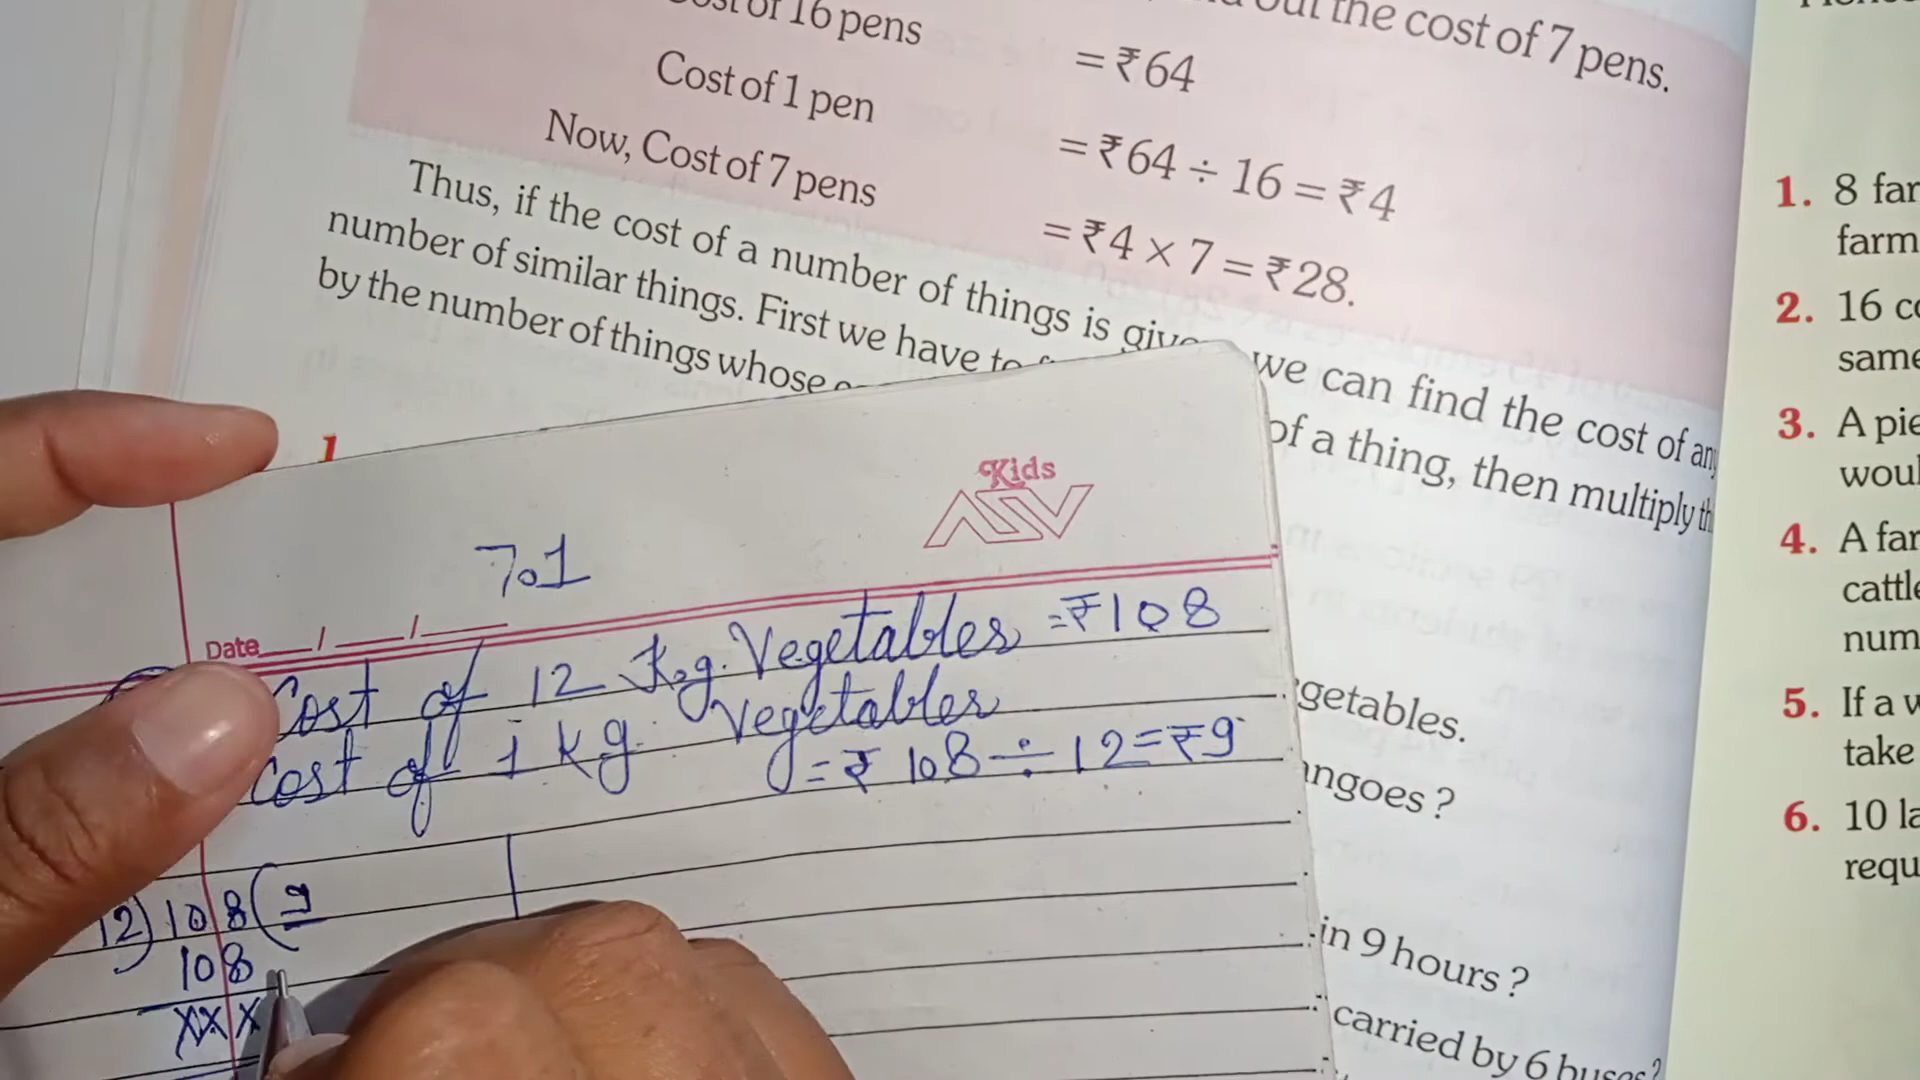 out the cost of 7 pens.
Cost of 16 pens = ₹64
Cost of 1 pen = ₹64 ÷ 16 = ₹4
Now, Cost of 7 pens = ₹4 × 7 = ₹28.
Thus, if the cost of a number of things is we can find the cost of
number of similar things. First we have to of a thing, then multiply
by the number of things whose
1
Kids
ASV
7.1
Date / /
Cost of 12 K.g. Vegetables = ₹108
Cost of 1 kg. Vegetables
= ₹ 108 ÷ 12 = ₹9
12) 108 (9
108
XXX
getables.
ngoes ?
in 9 hours ?
carried by 6 buses?
1. 8 far
farm
2. 16 co
same
3. A pie
woul
4. A far
cattle
num
5. If a w
take
6. 10 la
requ